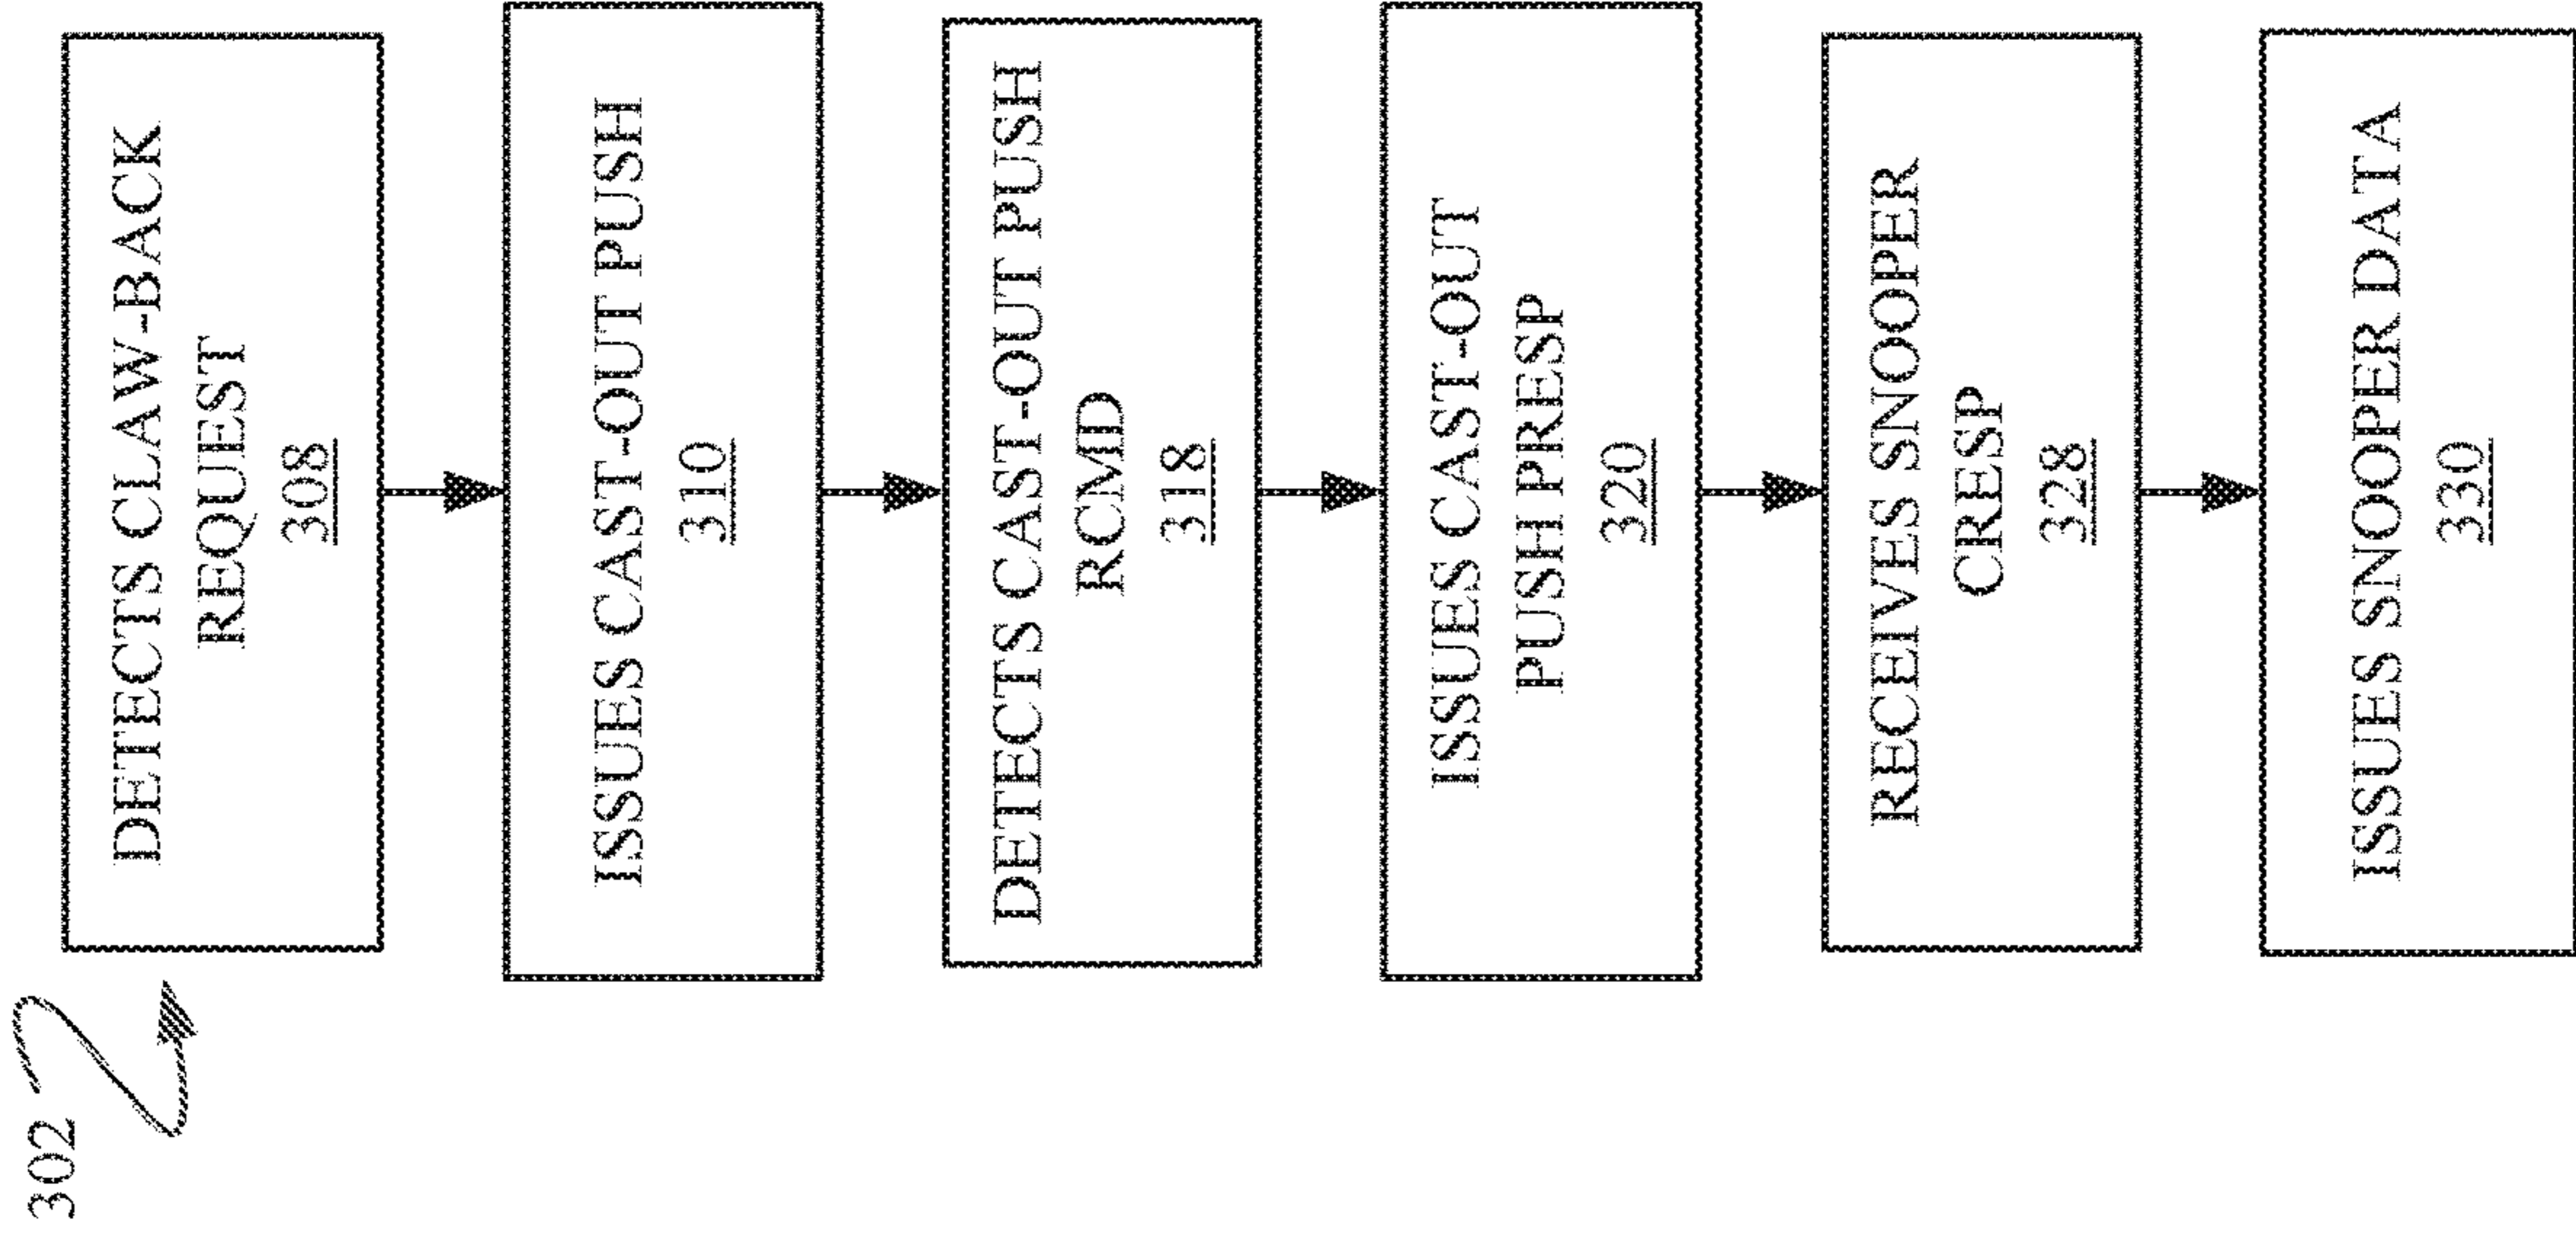 302
DETECTS CLAW-BACK
REQUEST
308
ISSUES CAST-OUT PUSH
310
DETECTS CAST-OUT PUSH
RCMD
318
ISSUES CAST-OUT
PUSH PRESP
320
RECEIVES SNOOPER
CRESP
328
ISSUES SNOOPER DATA
330